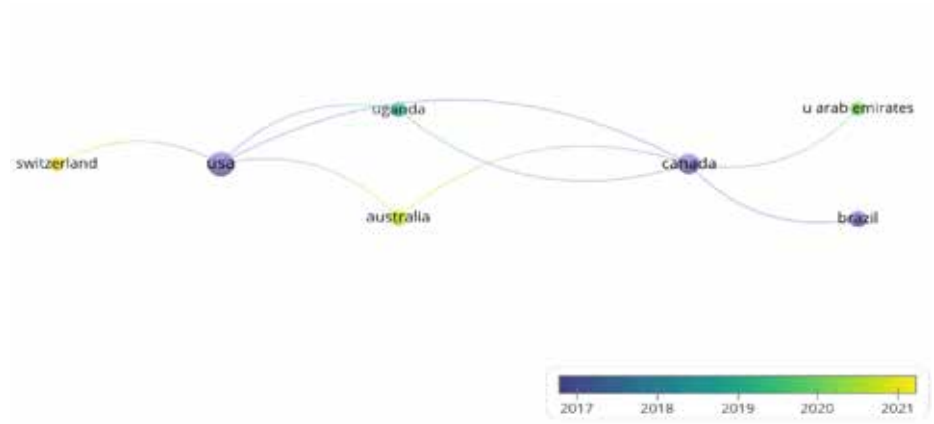 uganda
u arab emirates
switzerland
usa
canada
australia
brazil
2017 2018 2019 2020 2021